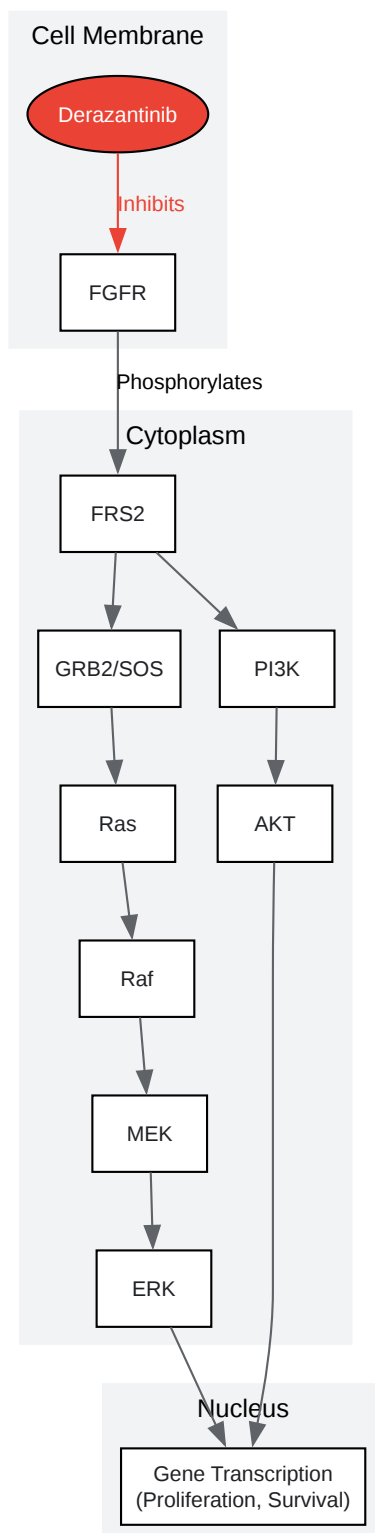 Cell Membrane
Derazantinib
Inhibits
FGFR
Phosphorylates
Cytoplasm
FRS2
GRB2/SOS
PI3K
Ras
AKT
Raf
MEK
ERK
Nucleus
Gene Transcription
(Proliferation, Survival)